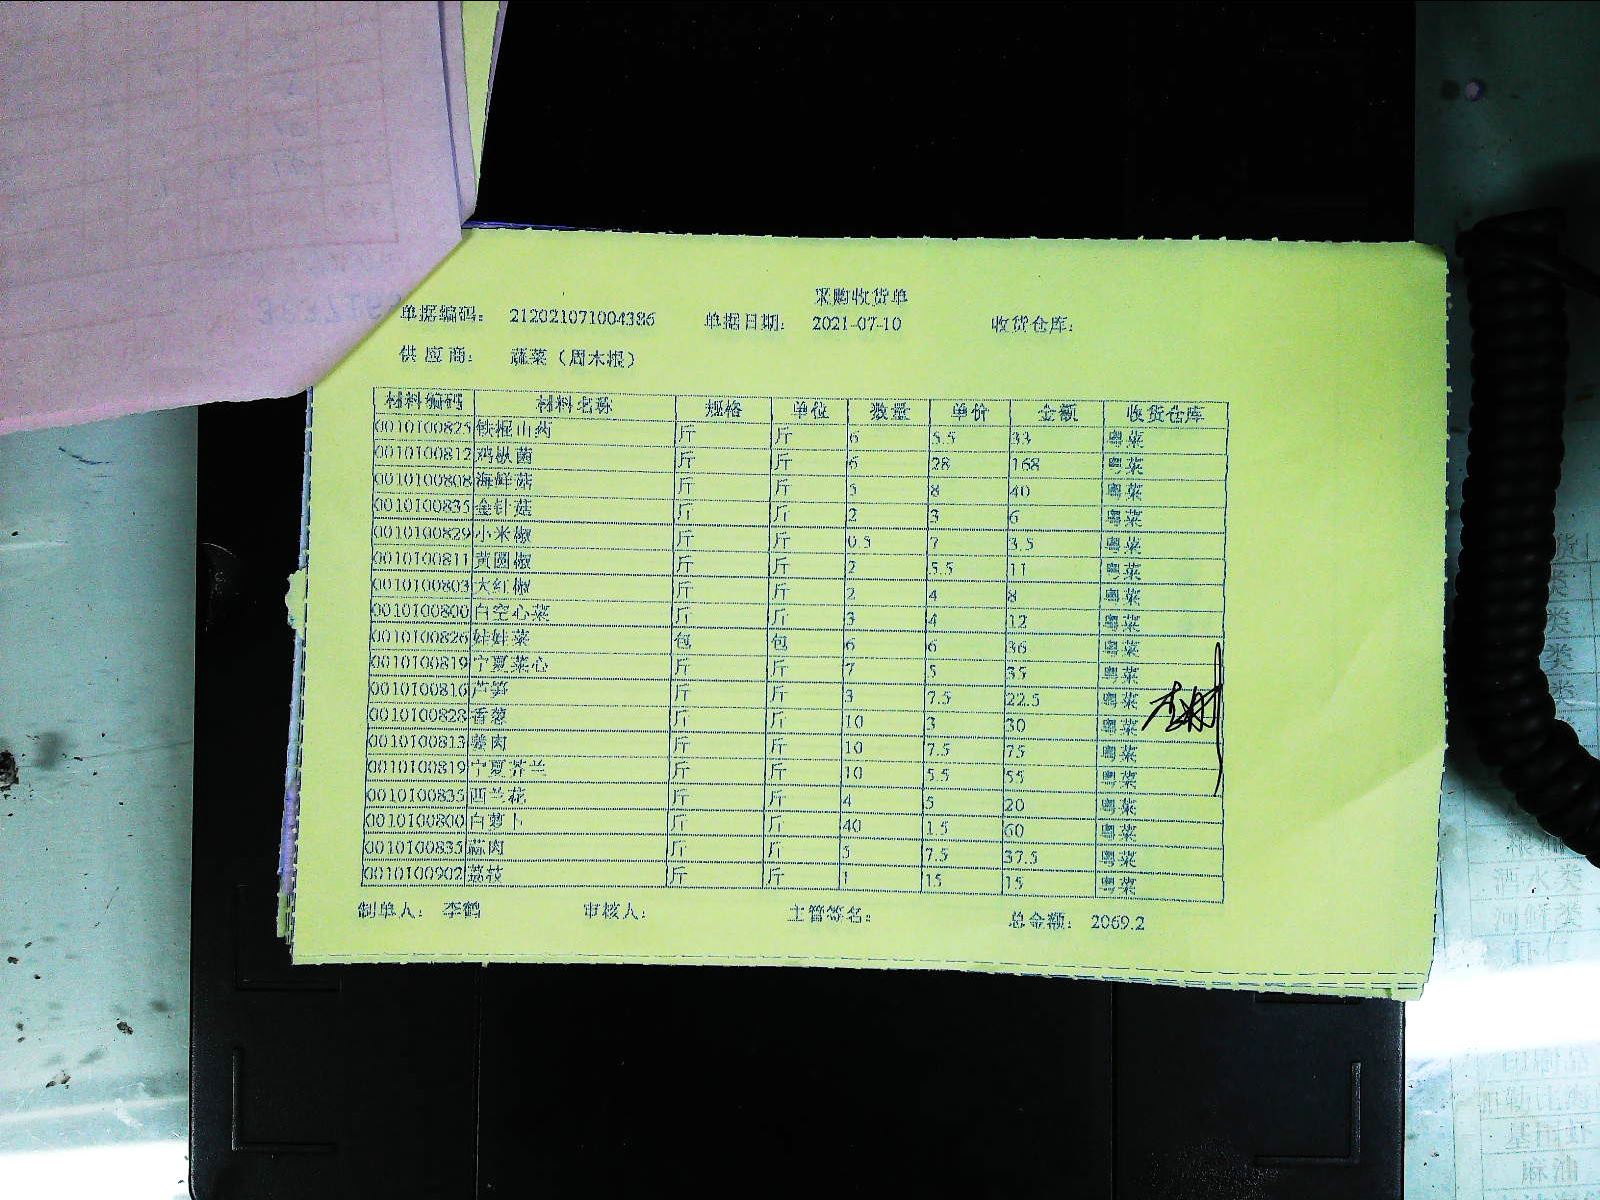 采购收货单
单据编码: 212021071004386 单据日期: 2021-07-10 收货仓库:
供应商: 蔬菜（周木根）
材料编码 材料名称 规格 单位 数量 单价 金额 收货仓库
0010100825 铁棍山药 斤 斤 6 5.5 33 粤菜
0010100812 鸡枞菌 斤 斤 6 28 168 粤菜
0010100808 海鲜菇 斤 斤 5 8 40 粤菜
0010100835 金针菇 斤 斤 2 3 6 粤菜
0010100829 小米椒 斤 斤 0.5 7 3.5 粤菜
0010100811 黄圆椒 斤 斤 2 5.5 11 粤菜
0010100803 大红椒 斤 斤 2 4 8 粤菜
0010100800 白空心菜 斤 斤 3 4 12 粤菜
0010100826 娃娃菜 包 包 6 6 36 粤菜
0010100819 宁夏菜心 斤 斤 7 5 35 粤菜
0010100816 芦笋 斤 斤 3 7.5 22.5 粤菜
0010100828 香葱 斤 斤 10 3 30 粤菜
0010100813 姜肉 斤 斤 10 7.5 75 粤菜
0010100819 宁夏芥兰 斤 斤 10 5.5 55 粤菜
0010100835 西兰花 斤 斤 4 5 20 粤菜
0010100800 白萝卜 斤 斤 40 1.5 60 粤菜
0010100835 蒜肉 斤 斤 5 7.5 37.5 粤菜
0010100902 荔枝 斤 斤 1 15 15 粤菜
制单人: 李鹤 审核人: 主管签名: 总金额: 2069.2